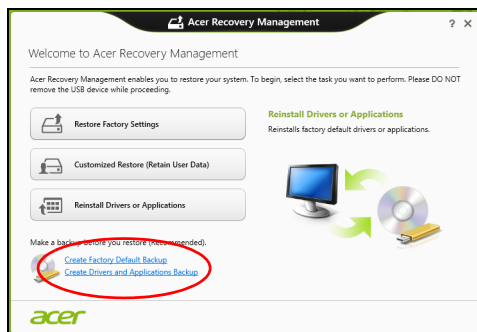 Acer Recovery Management
? X
Welcome to Acer Recovery Management
Acer Recovery Management enables you to restore your system. To begin, select the task you want to perform. Please DO NOT
remove the USB device while proceeding.
Restore Factory Settings
Customized Restore (Retain User Data)
Reinstall Drivers or Applications
Reinstall Drivers or Applications
Reinstalls factory default drivers or applications.
Make a backup before you restore (Recommended).
Create Factory Default Backup
Create Drivers and Applications Backup
acer